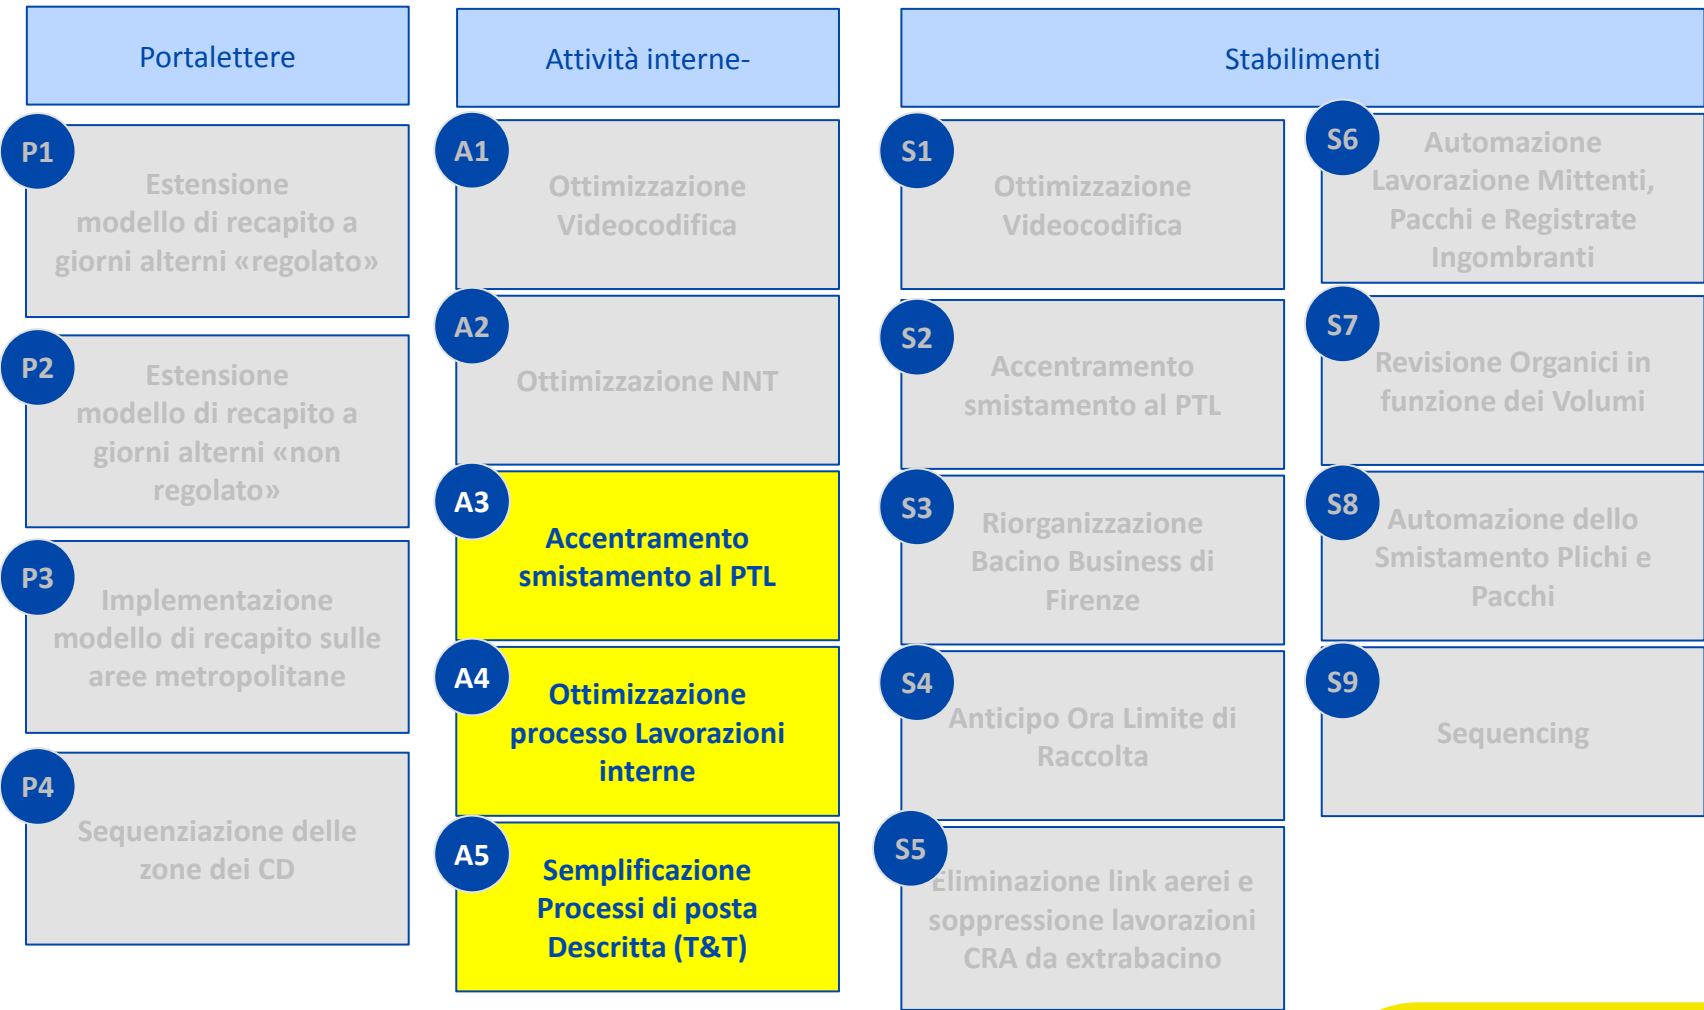 Portalettere
P1
Estensione
modello di recapito a
giorni alterni «regolato»
P2
Estensione
modello di recapito a
giorni alterni «non
regolato»
P3
Implementazione
modello di recapito sulle
aree metropolitane
P4
Sequenziazione delle
zone dei CD
Attività interne-
A1
Ottimizzazione
Videocodifica
A2
Ottimizzazione NNT
A3
Accentramento
smistamento al PTL
A4
Ottimizzazione
processo Lavorazioni
interne
A5
Semplificazione
Processi di posta
Descritta (T&T)
Stabilimenti
S1
Ottimizzazione
Videocodifica
S2
Accentramento
smistamento al PTL
S3
Riorganizzazione
Bacino Business di
Firenze
S4
Anticipo Ora Limite di
Raccolta
S5
Eliminazione link aerei e
soppressione lavorazioni
CRA da extrabacino
S6
Automazione
Lavorazione Mittenti,
Pacchi e Registrate
Ingombranti
S7
Revisione Organici in
funzione dei Volumi
S8
Automazione dello
Smistamento Plichi e
Pacchi
S9
Sequencing